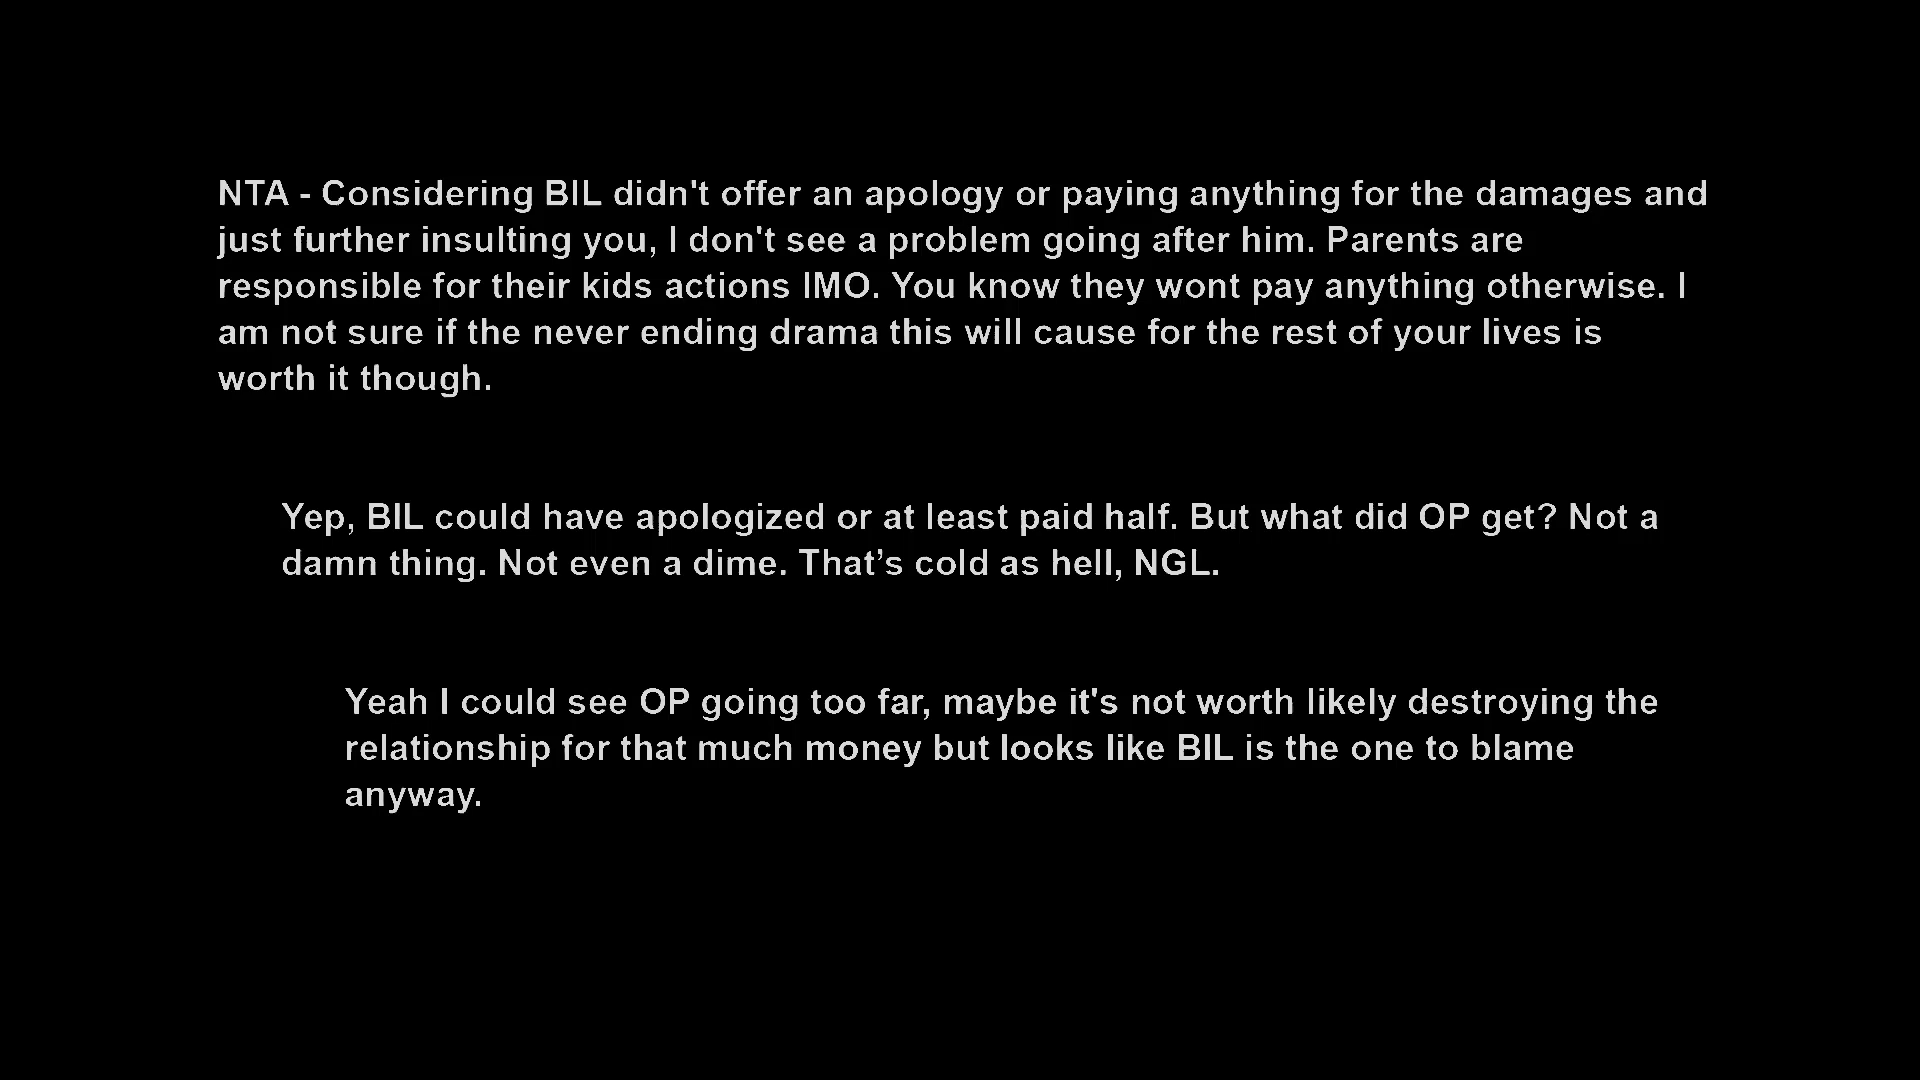 NTA - Considering BIL didn't offer an apology or paying anything for the damages and
just further insulting you, I don't see a problem going after him. Parents are
responsible for their kids actions IMO. You know they wont pay anything otherwise. I
am not sure if the never ending drama this will cause for the rest of your lives is
worth it though.
Yep, BIL could have apologized or at least paid half. But what did OP get? Not a
damn thing. Not even a dime. That’s cold as hell, NGL.
Yeah I could see OP going too far, maybe it's not worth likely destroying the
relationship for that much money but looks like BIL is the one to blame
anyway.